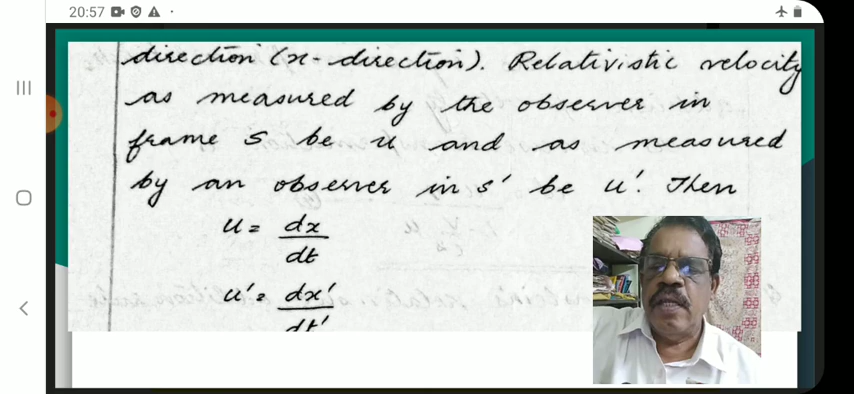 20:57
direction (x-direction). Relativistic velocity
as measured by the observer in
frame S be u and as measured
by an observer in s' be u'. Then
u = dx
dt
u' = dx'
dt'